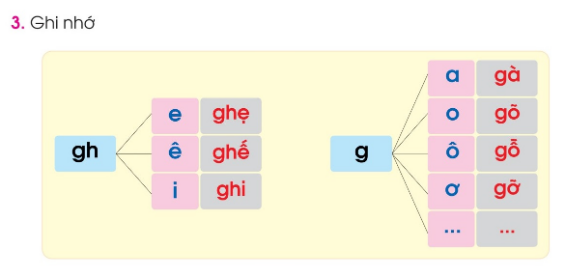 3. Ghi nhớ
gh
e ghẹ
ê ghế
i ghi
g
a gà
o gõ
ô gỗ
ơ gỡ
... ...